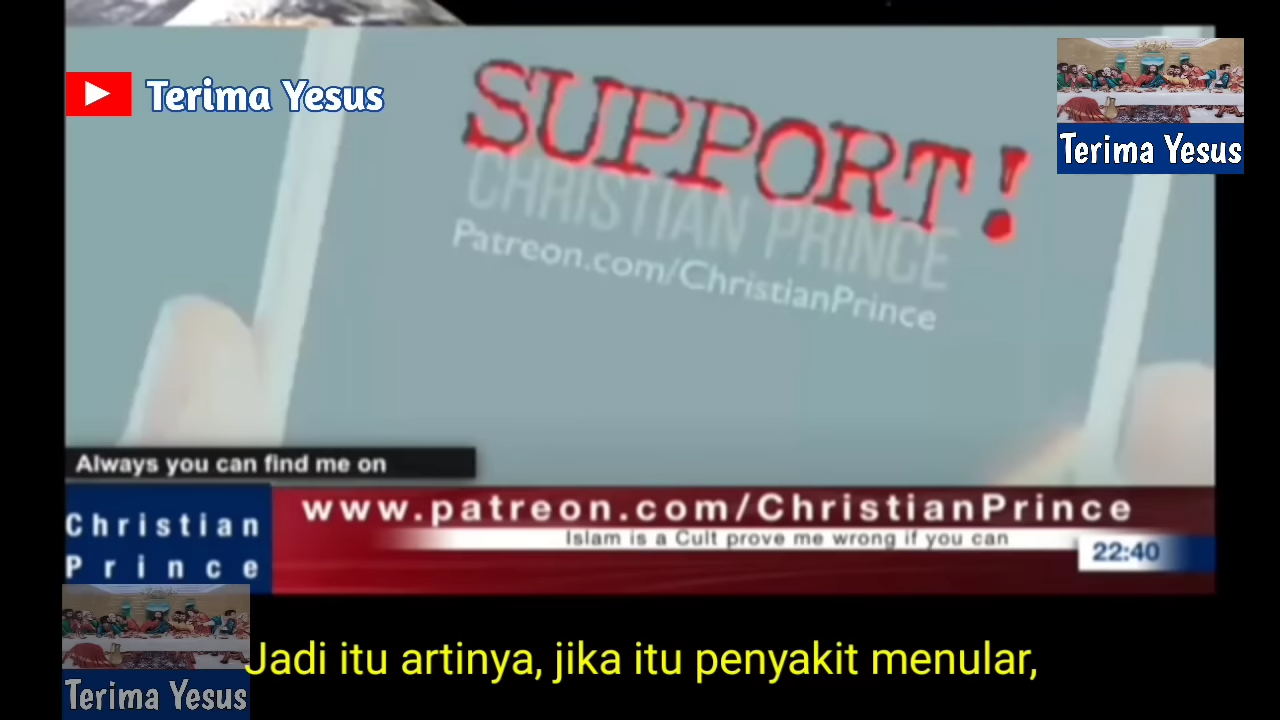 Terima Yesus
SUPPORT!
CHRISTIAN PRINCE
Patreon.com/ChristianPrince
Terima Yesus
Always you can find me on
Christian
Prince
www.patreon.com/ChristianPrince
Islam is a Cult prove me wrong if you can
22:40
Jadi itu artinya, jika itu penyakit menular,
Terima Yesus